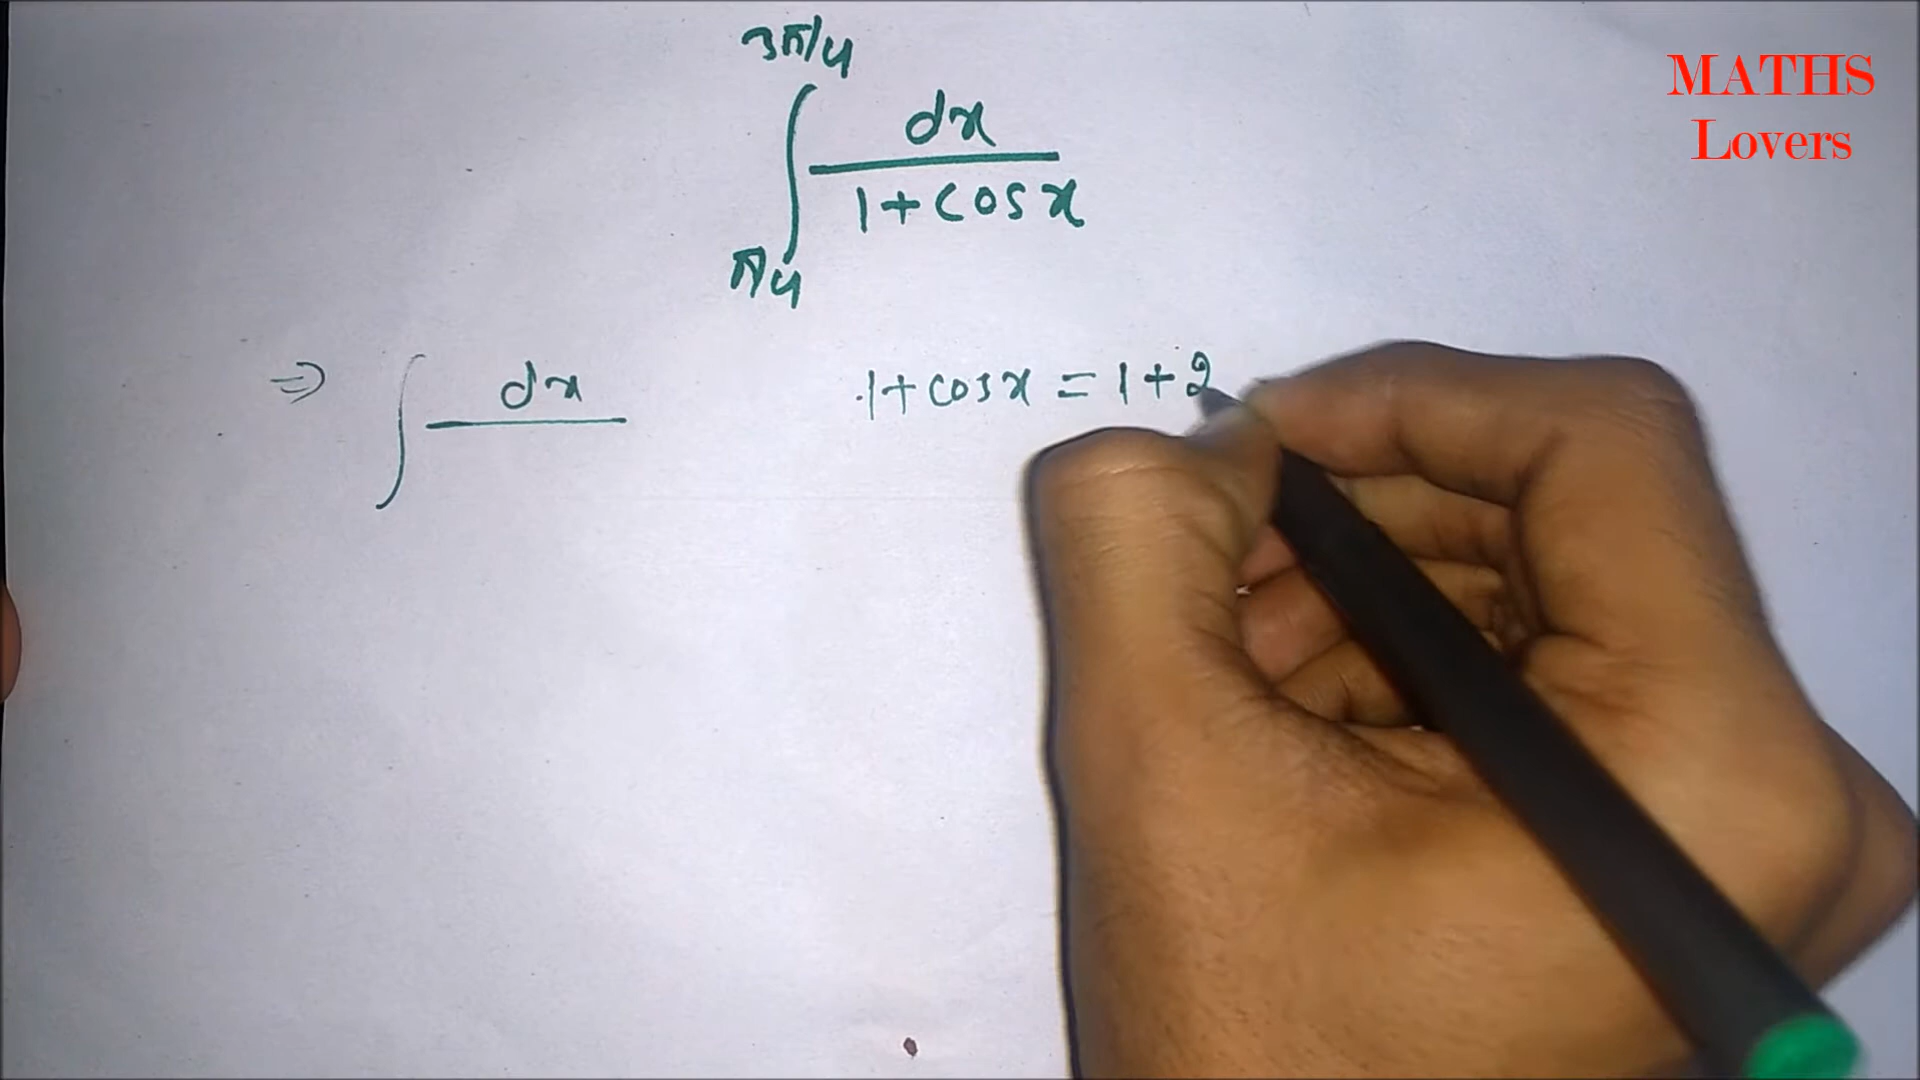 3π/4
∫ dx
1+cosx
π/4
MATHS
Lovers
⇒ ∫ dx
1+cosx = 1+2